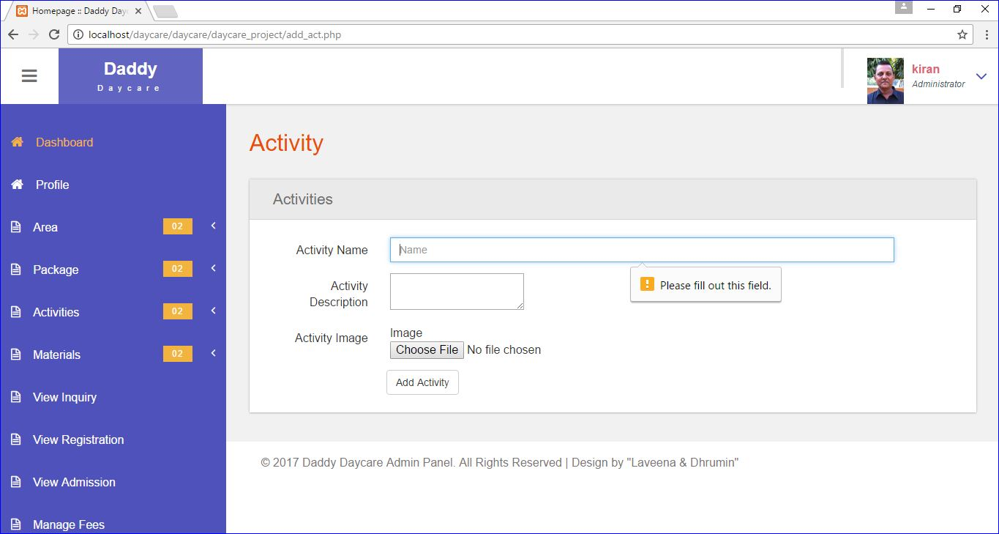 Homepage :: Daddy Dayc
localhost/daycare/daycare/daycare_project/add_act.php
Daddy
Daycare
kiran
Administrator
Dashboard
Profile
Area 02
Package 02
Activities 02
Materials 02
View Inquiry
View Registration
View Admission
Manage Fees
Activity
Activities
Activity Name Name
Please fill out this field.
Activity
Description
Activity Image Image
Choose File No file chosen
Add Activity
© 2017 Daddy Daycare Admin Panel. All Rights Reserved | Design by "Laveena & Dhrumin"